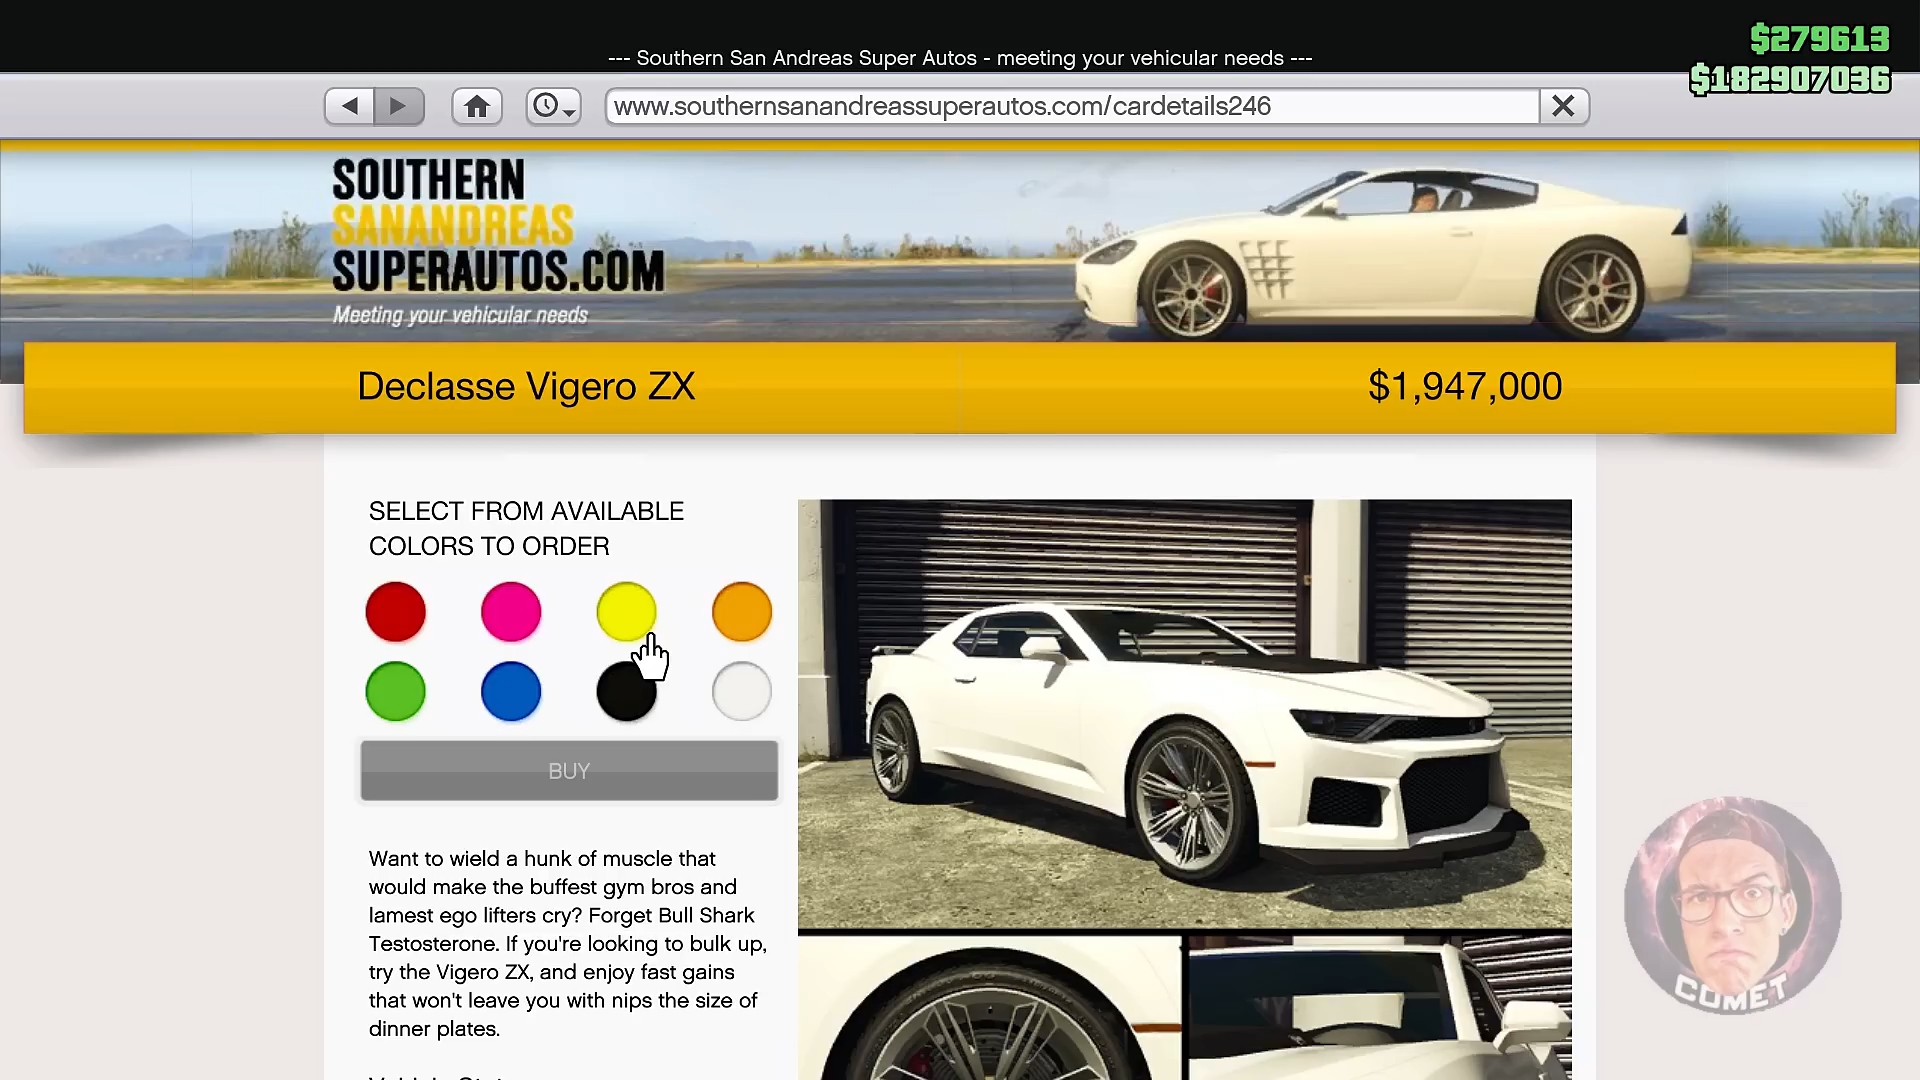 $279613
--- Southern San Andreas Super Autos - meeting your vehicular needs ---
$182907036
www.southernsanandreassuperautos.com/cardetails246
SOUTHERN
SANANDREAS
SUPERAUTOS.COM
Meeting your vehicular needs
Declasse Vigero ZX
$1,947,000
SELECT FROM AVAILABLE
COLORS TO ORDER
BUY
Want to wield a hunk of muscle that
would make the buffest gym bros and
lamest ego lifters cry? Forget Bull Shark
Testosterone. If you're looking to bulk up,
try the Vigero ZX, and enjoy fast gains
that won't leave you with nips the size of
dinner plates.
COMET